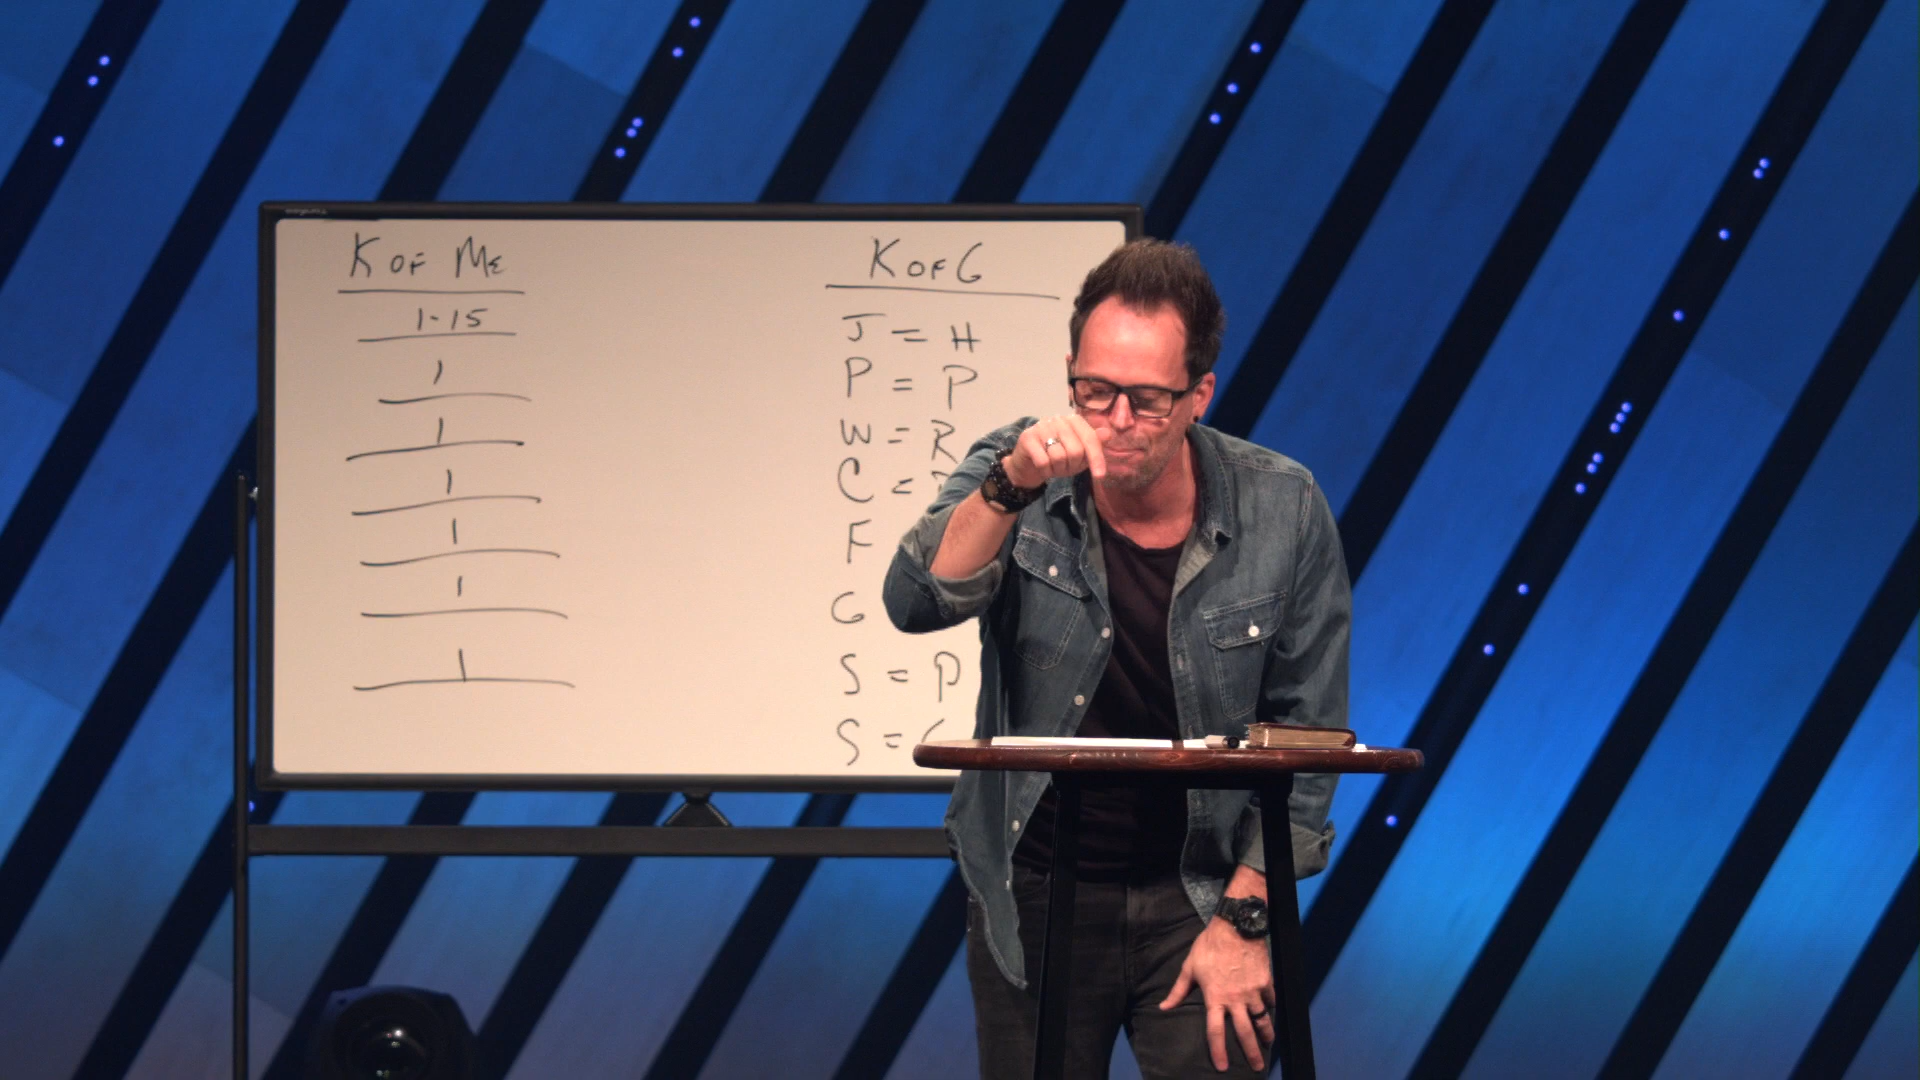 K OF ME
1-15
1
1
1
1
1
1
K OF G
J = H
P = P
W = R
C =
F
G
S = P
S =